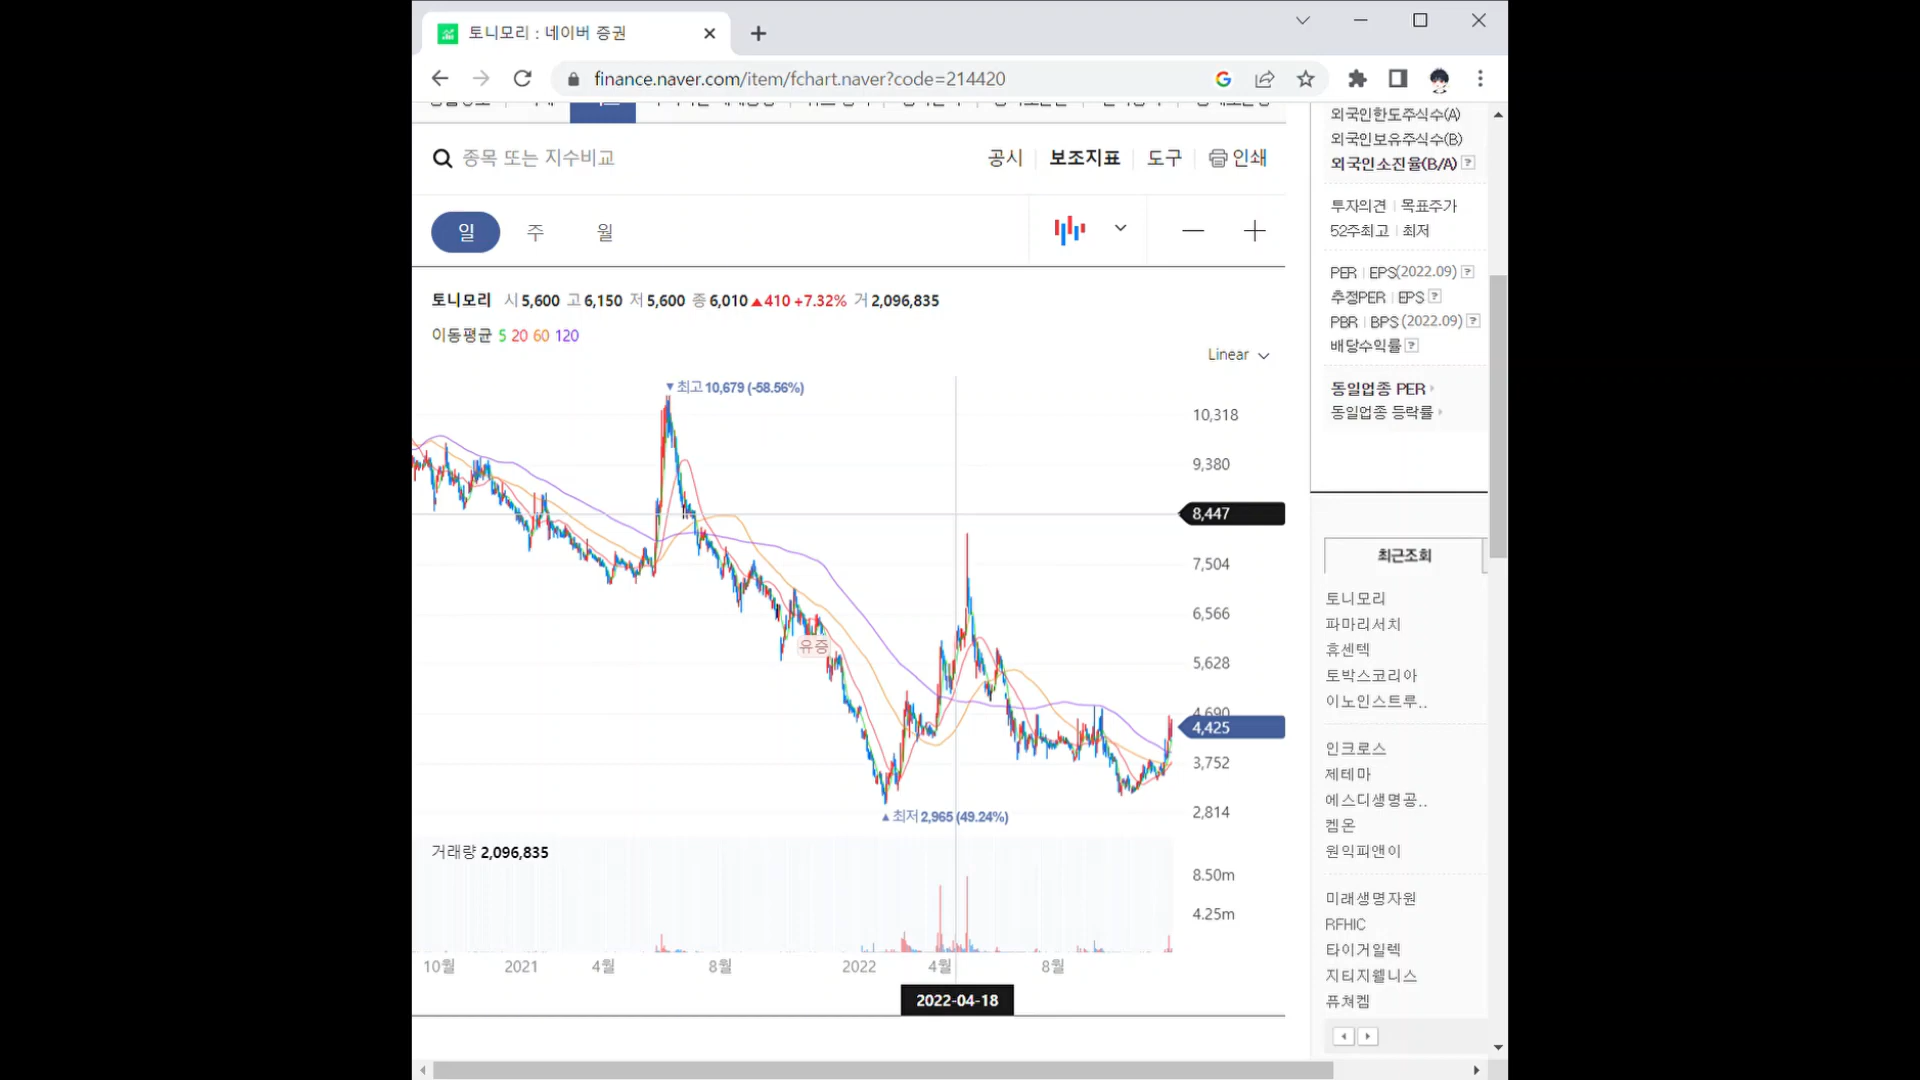 토니모리 : 네이버 증권
finance.naver.com/item/fchart.naver?code=214420
종목 또는 지수비교
공시 보조지표 도구 인쇄
일 주 월
토니모리 시 5,600 고 6,150 저 5,600 종 6,010 ▲410 +7.32% 거 2,096,835
이동평균 5 20 60 120
Linear
▼최고 10,679 (-58.56%)
10,318
9,380
8,447
7,504
6,566
유증
5,628
4,690
4,425
3,752
2,814
▲최저 2,965 (49.24%)
거래량 2,096,835
8.50m
4.25m
10월 2021 4월 8월 2022 4월 8월
2022-04-18
외국인한도주식수(A)
외국인보유주식수(B)
외국인소진율(B/A) ?
투자의견 | 목표주가
52주최고 | 최저
PER | EPS(2022.09) ?
추정PER | EPS ?
PBR | BPS (2022.09) ?
배당수익률 ?
동일업종 PER
동일업종 등락률
최근조회
토니모리
파마리서치
휴센텍
토박스코리아
이노인스트루..
인크로스
제테마
에스디생명공..
켐온
원익피앤이
미래생명자원
RFHIC
타이거일렉
지티지웰니스
퓨쳐켐